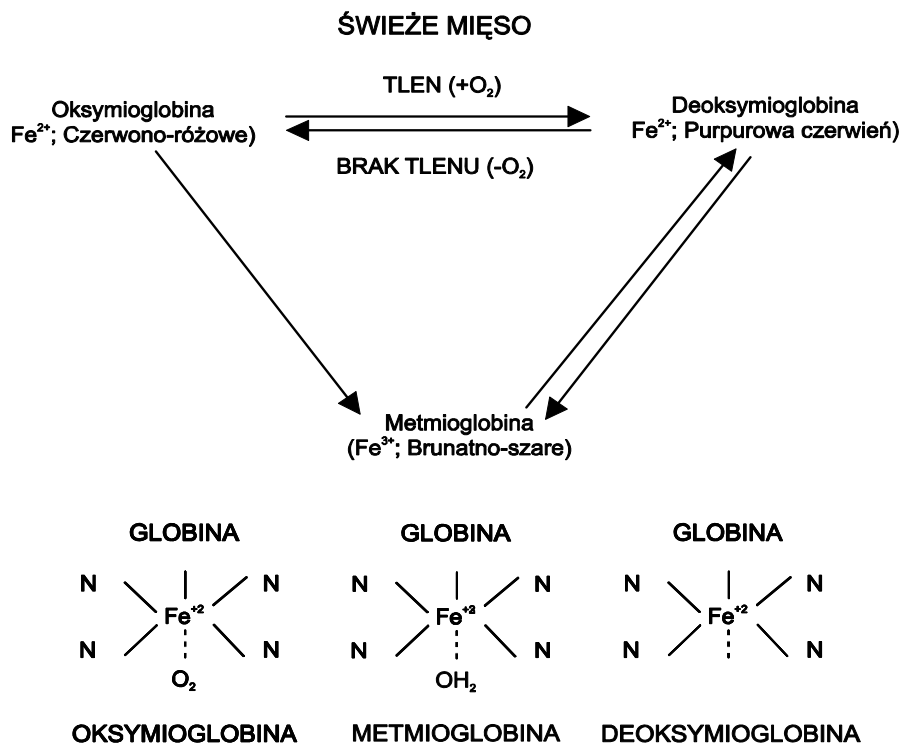 ŚWIEŻE MIĘSO
TLEN (+O₂)
Oksymioglobina
Fe²⁺; Czerwono-różowe)
Deoksymioglobina
Fe²⁺; Purpurowa czerwień)
BRAK TLENU (-O₂)
Metmioglobina
(Fe³⁺; Brunatno-szare)
GLOBINA GLOBINA GLOBINA
N N N N N N
Fe⁺² Fe Fe⁺²
N N N N N N
O₂ OH₂
OKSYMIOGLOBINA METMIOGLOBINA DEOKSYMIOGLOBINA